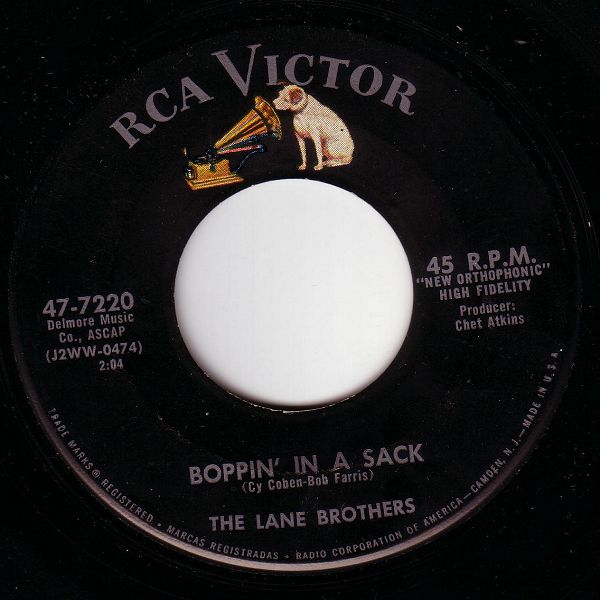 RCA VICTOR
47-7220
Delmore Music
Co., ASCAP
(J2WW-0474)
2:04
45 R.P.M.
"NEW ORTHOPHONIC"
HIGH FIDELITY
Producer:
Chet Atkins
BOPPIN' IN A SACK
(Cy Coben-Bob Farris)
THE LANE BROTHERS
TRADE MARKS ® REGISTERED • MARCAS REGISTRADAS • RADIO CORPORATION OF AMERICA—CAMDEN, N. J.—MADE IN U.S.A.